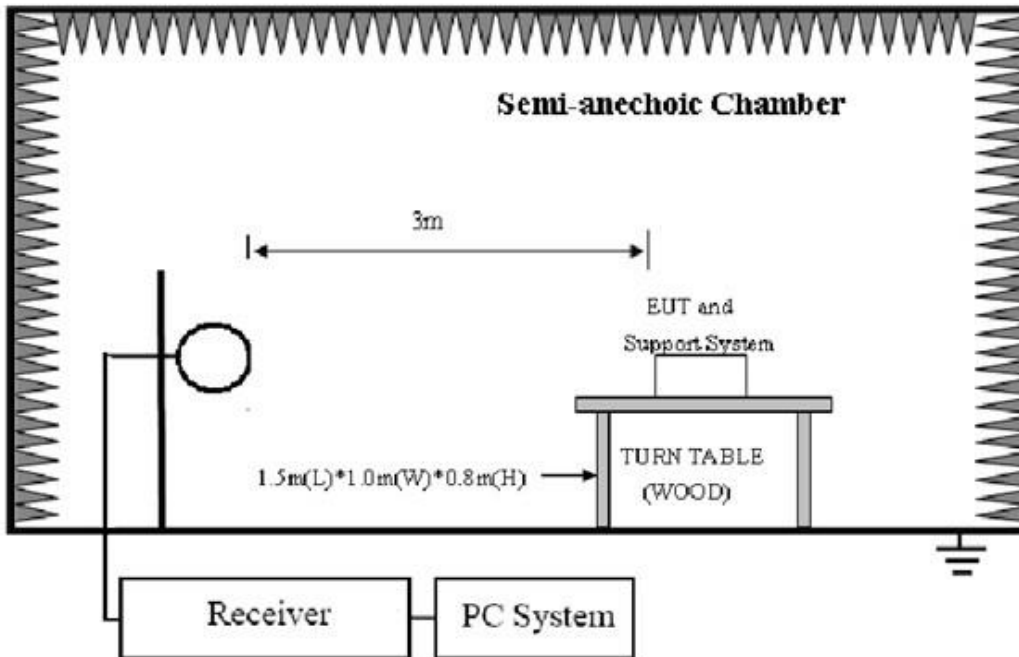 Semi-anechoic Chamber
3m
EUT and
Support System
1.5m(L)*1.0m(W)*0.8m(H)
TURN TABLE
(WOOD)
Receiver
PC System